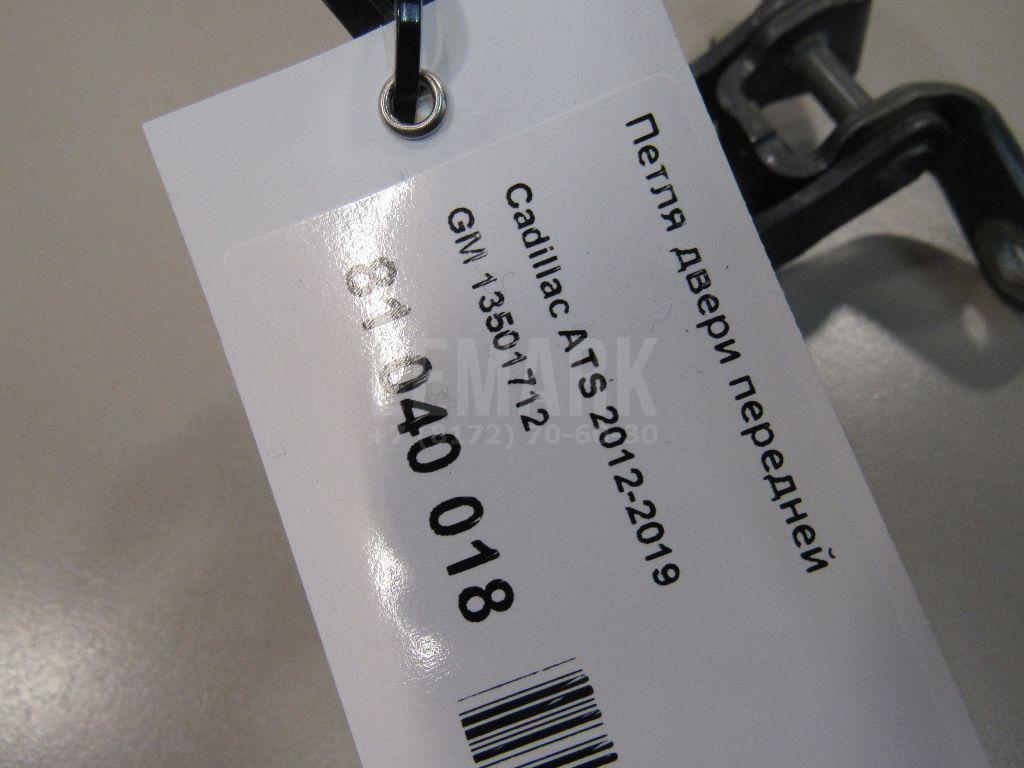 Петля двери передней
Cadillac ATS 2012-2019
GM 13501712
81 040 018